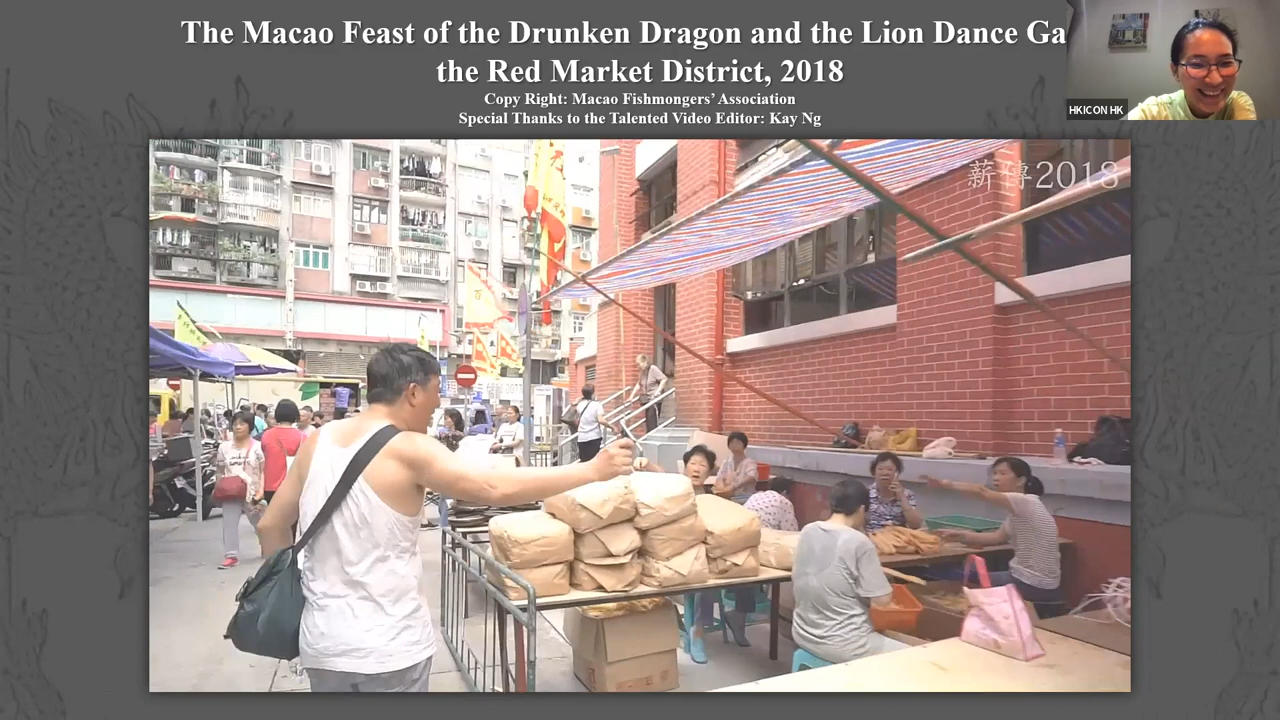 The Macao Feast of the Drunken Dragon and the Lion Dance Ga
the Red Market District, 2018
Copy Right: Macao Fishmongers' Association
Special Thanks to the Talented Video Editor: Kay Ng
HKICON HK
薪傳2018